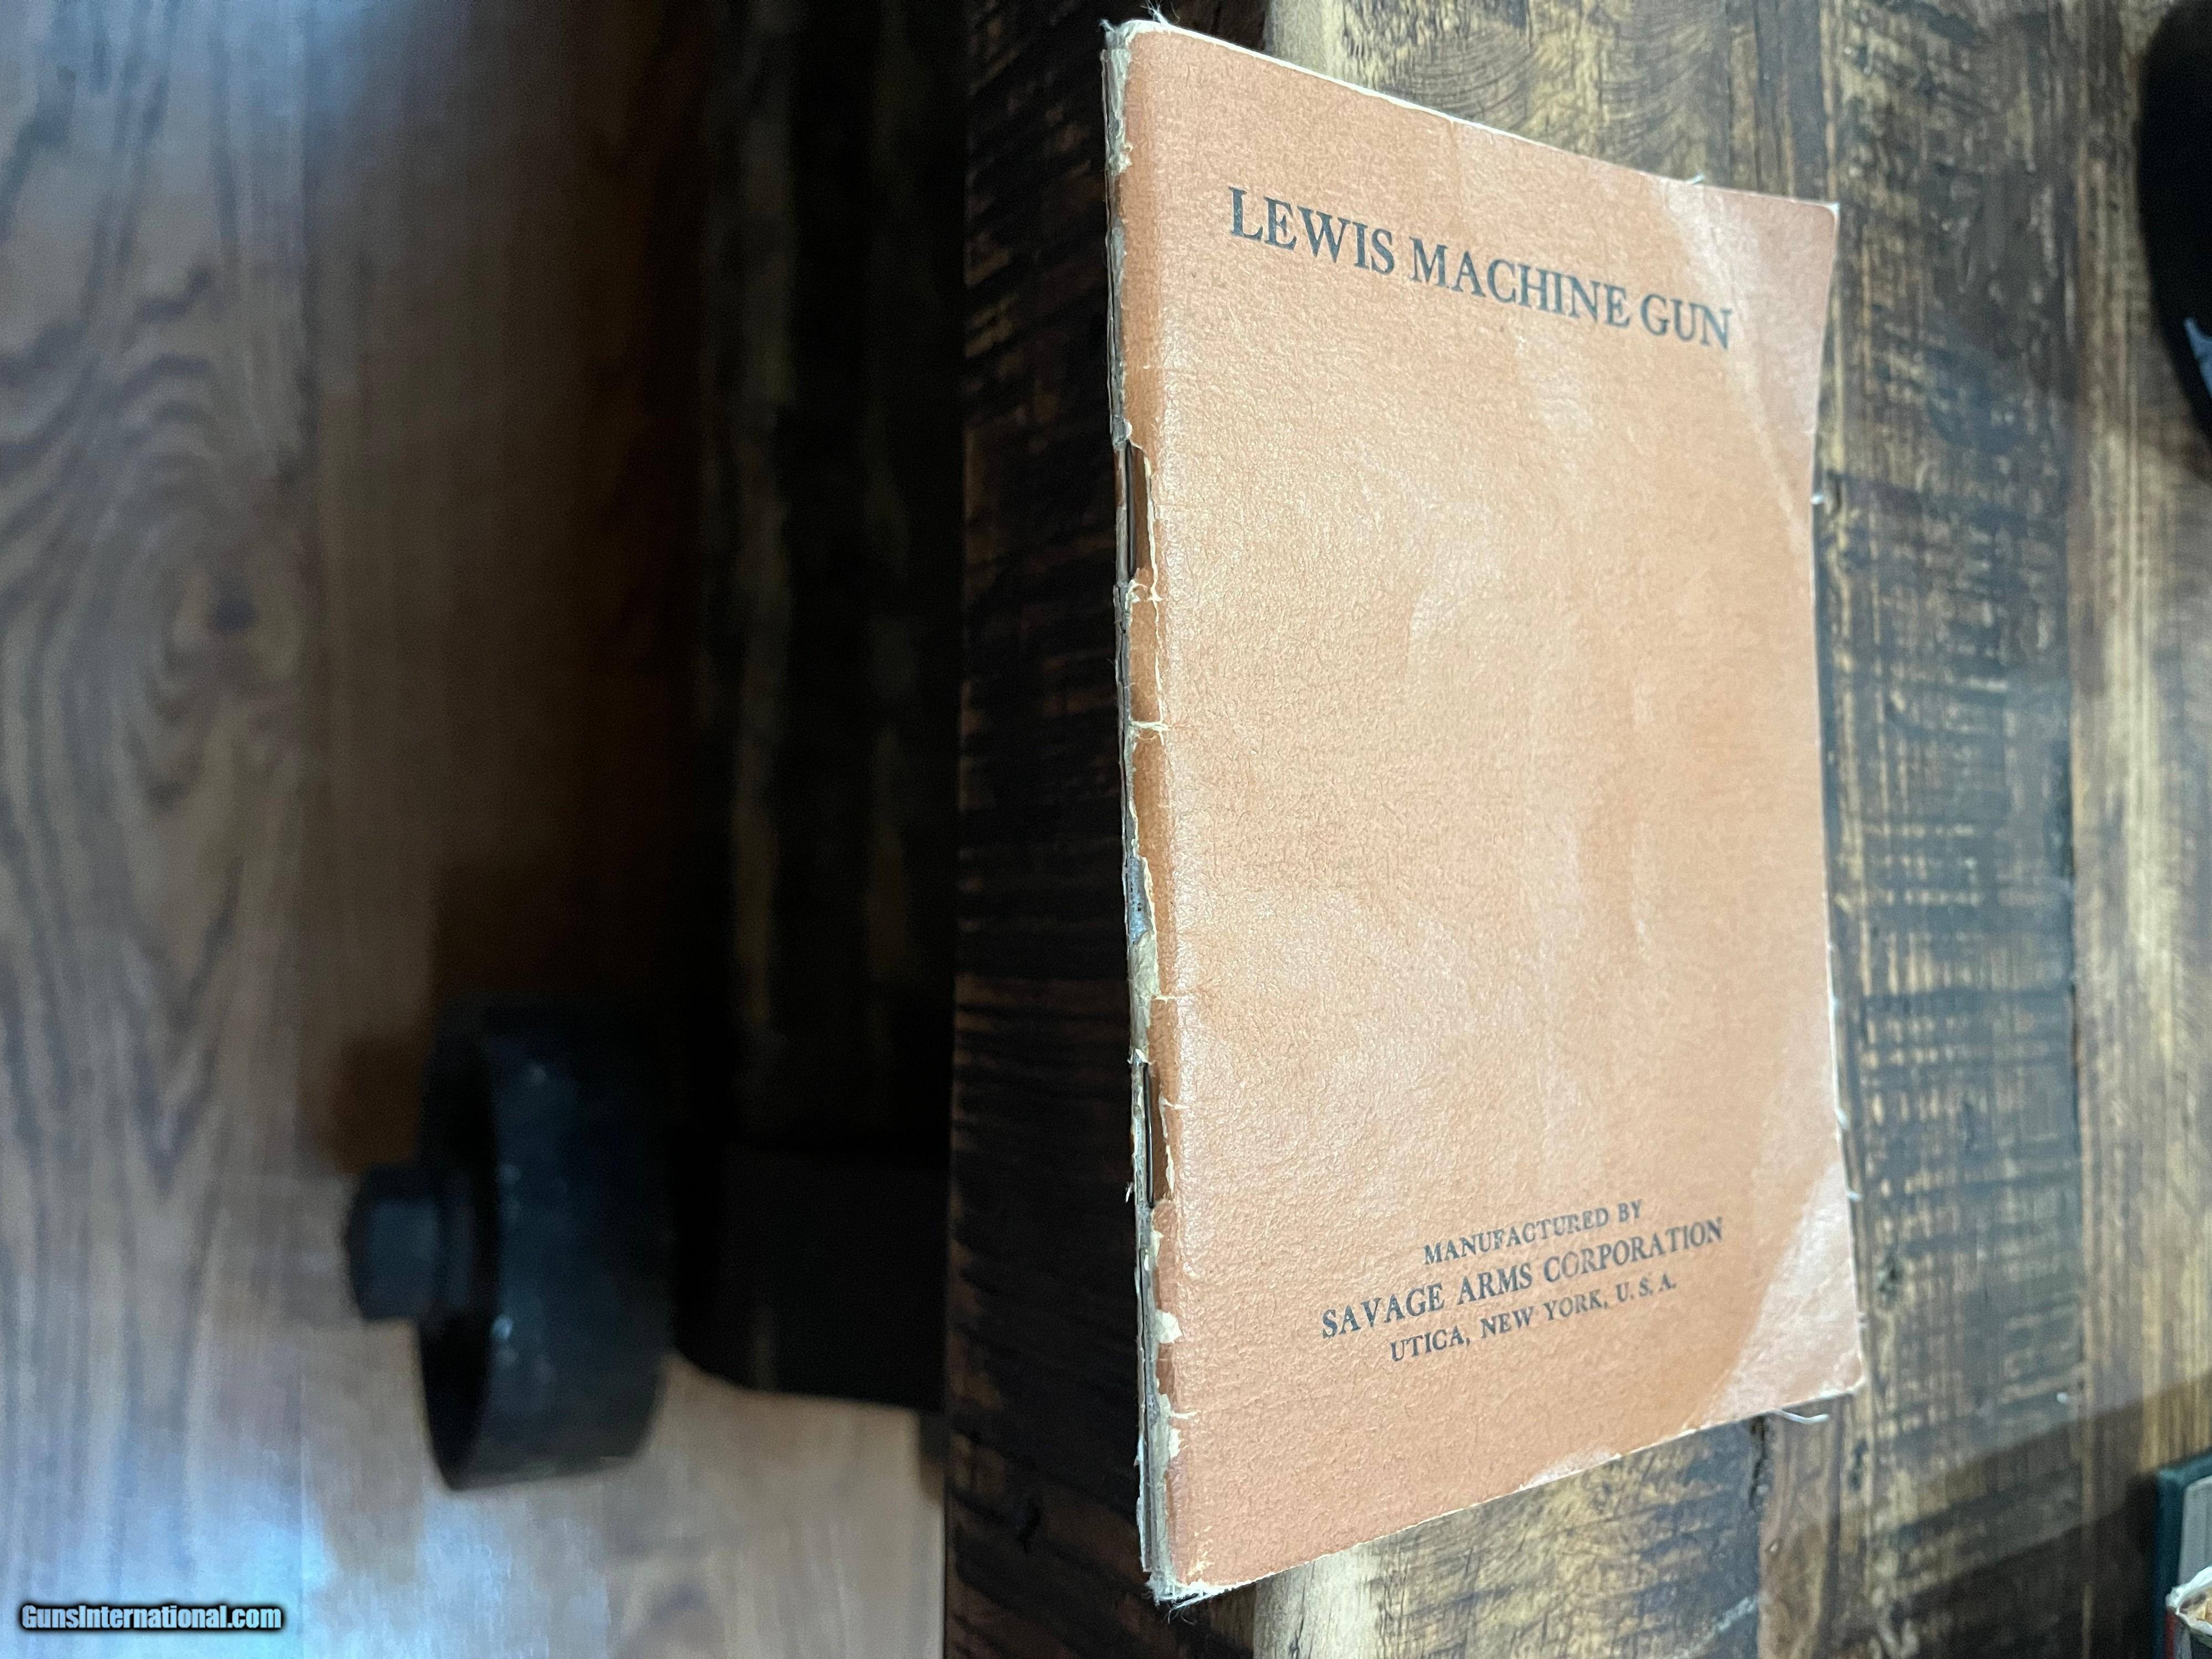 LEWIS MACHINE GUN
MANUFACTURED BY
SAVAGE ARMS CORPORATION
UTICA, NEW YORK, U. S. A.
GunsInternational.com